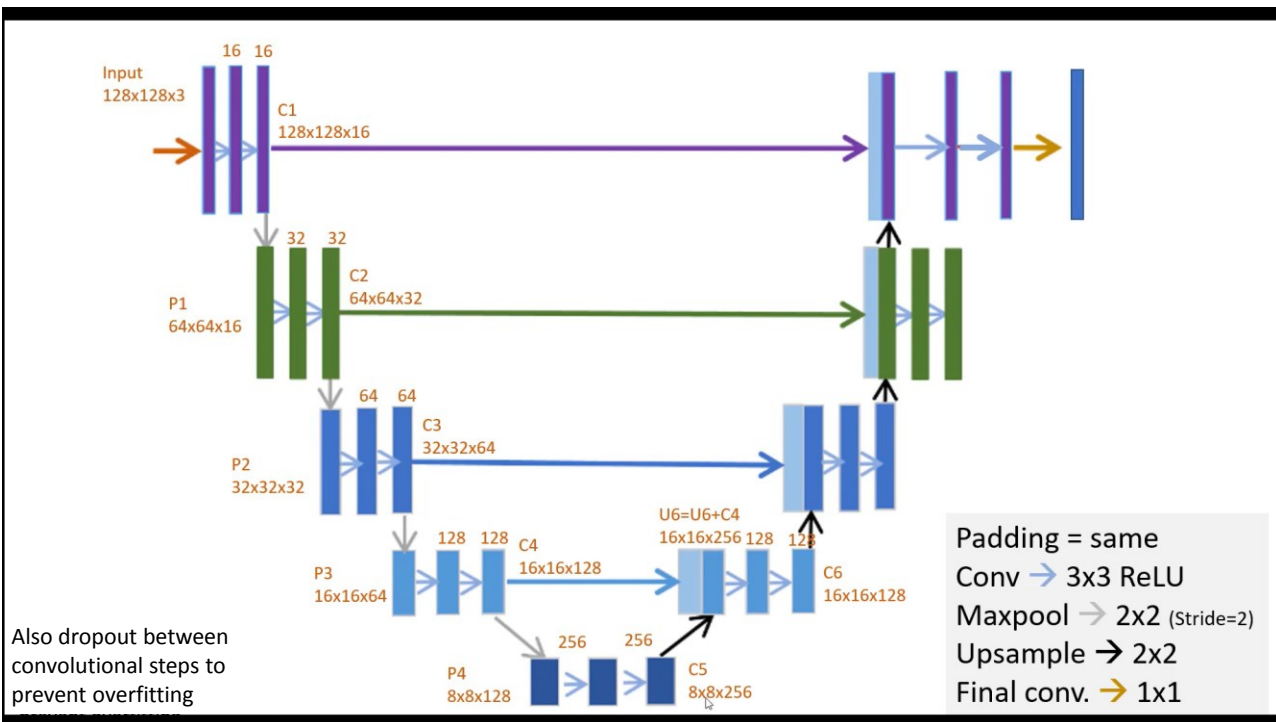 16 16
Input
128x128x3
C1
128x128x16
32 32
C2
64x64x32
P1
64x64x16
64 64
C3
32x32x64
P2
32x32x32
U6=U6+C4
16x16x256 128 128
128 128
C4
16x16x128
P3
16x16x64
C6
16x16x128
256 256
P4
8x8x128
C5
8x8x256
Also dropout between
convolutional steps to
prevent overfitting
Padding = same
Conv → 3x3 ReLU
Maxpool → 2x2 (Stride=2)
Upsample → 2x2
Final conv. → 1x1